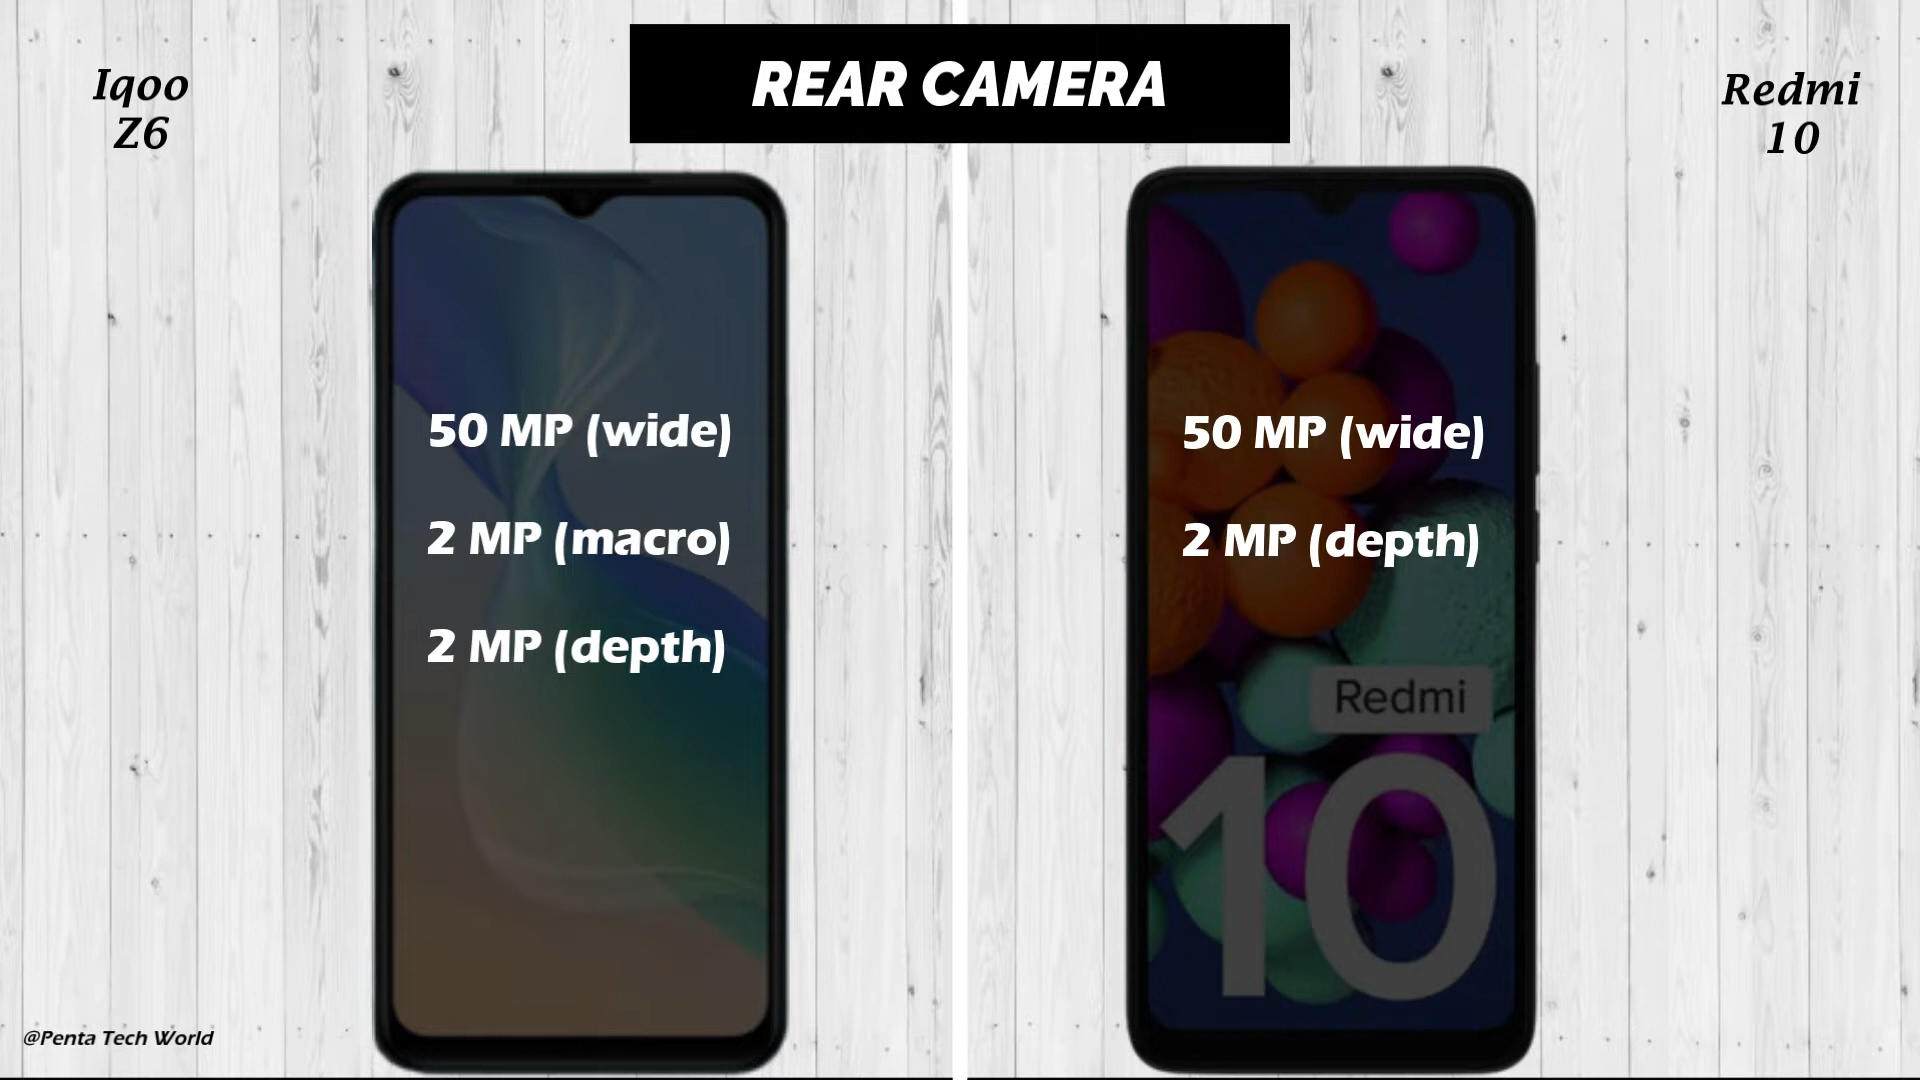 REAR CAMERA
Iqoo
Z6
50 MP (wide)
2 MP (macro)
2 MP (depth)
@Penta Tech World
Redmi
10
50 MP (wide)
2 MP (depth)
Redmi
10